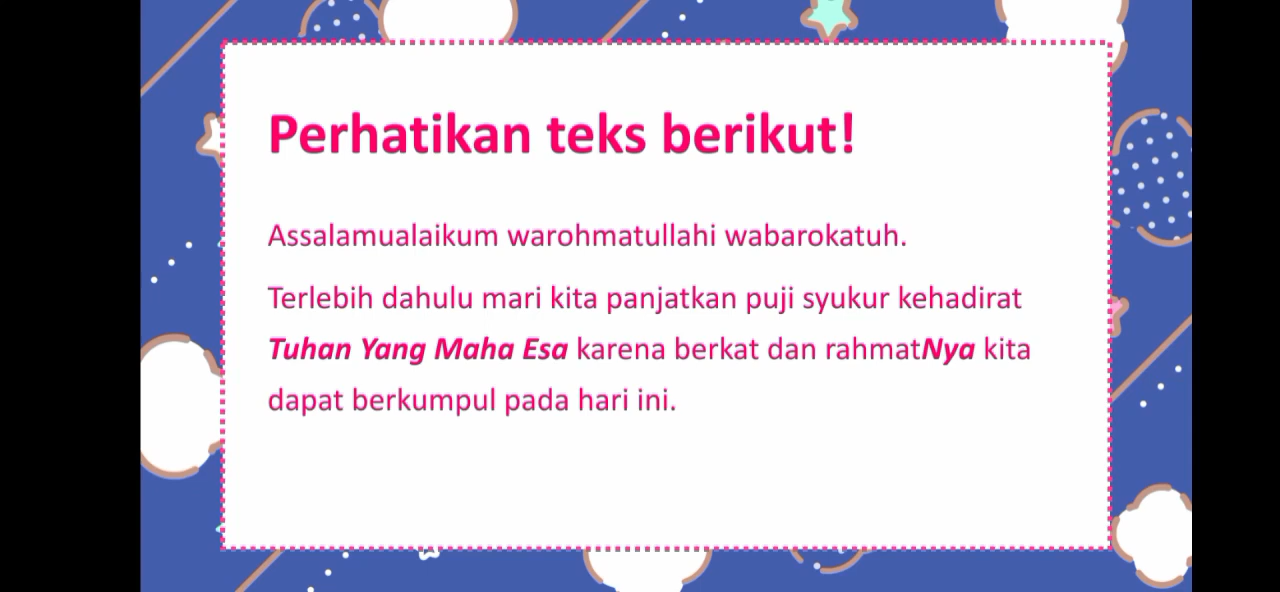 Perhatikan teks berikut!
Assalamualaikum warohmatullahi wabarokatuh.
Terlebih dahulu mari kita panjatkan puji syukur kehadirat
Tuhan Yang Maha Esa karena berkat dan rahmatNya kita
dapat berkumpul pada hari ini.